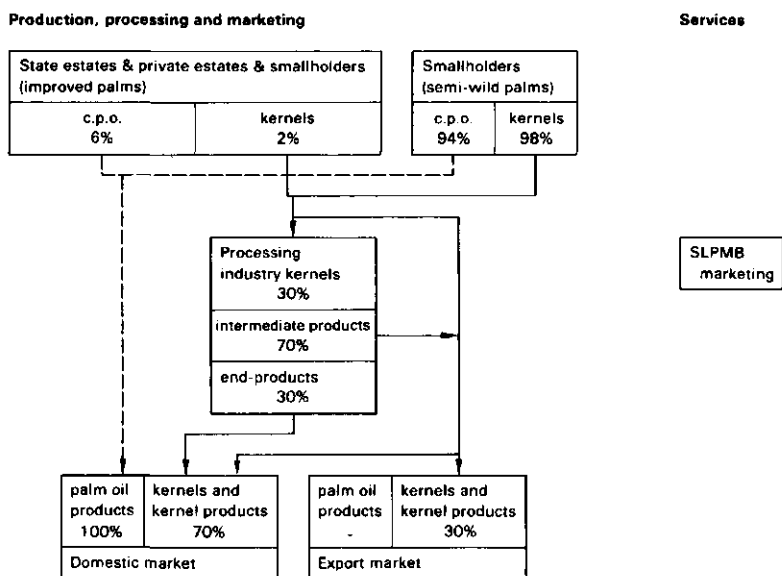 Production, processing and marketing
Services
State estates & private estates & smallholders
(improved palms)
c.p.o.
6%
kernels
2%
Smallholders
(semi-wild palms)
c.p.o.
94%
kernels
98%
Processing
industry kernels
30%
intermediate products
70%
end-products
30%
SLPMB
marketing
palm oil
products
100%
kernels and
kernel products
70%
Domestic market
palm oil
products
-
kernels and
kernel products
30%
Export market